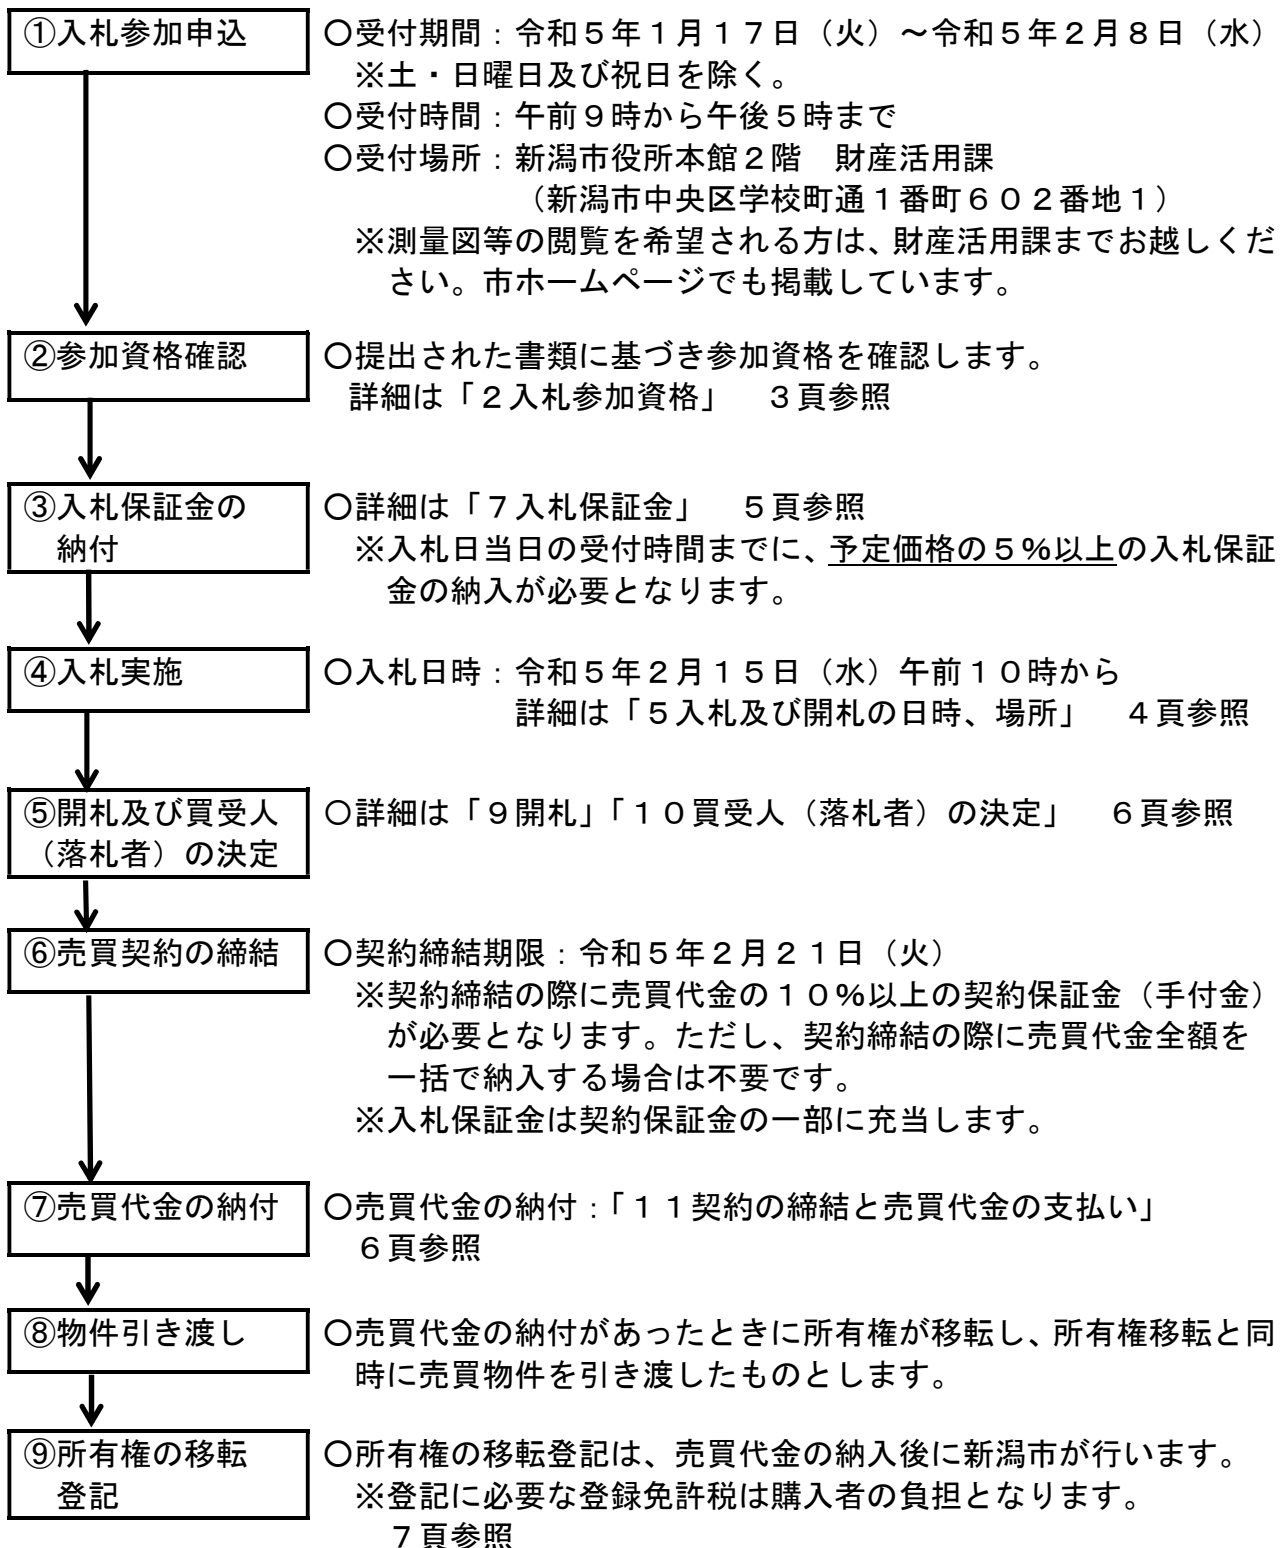 ①入札参加申込
〇受付期間：令和５年１月１７日（火）～令和５年２月８日（水）
※土・日曜日及び祝日を除く。
〇受付時間：午前９時から午後５時まで
〇受付場所：新潟市役所本館２階　財産活用課
（新潟市中央区学校町通１番町６０２番地１）
※測量図等の閲覧を希望される方は、財産活用課までお越しくだ
さい。市ホームページでも掲載しています。
②参加資格確認
〇提出された書類に基づき参加資格を確認します。
詳細は「２入札参加資格」　３頁参照
③入札保証金の
納付
〇詳細は「７入札保証金」　５頁参照
※入札日当日の受付時間までに、予定価格の５%以上の入札保証
金の納入が必要となります。
④入札実施
〇入札日時：令和５年２月１５日（水）午前１０時から
詳細は「５入札及び開札の日時、場所」　４頁参照
⑤開札及び買受人
（落札者）の決定
〇詳細は「９開札」「１０買受人（落札者）の決定」　６頁参照
⑥売買契約の締結
〇契約締結期限：令和５年２月２１日（火）
※契約締結の際に売買代金の１０%以上の契約保証金（手付金）
が必要となります。ただし、契約締結の際に売買代金全額を
一括で納入する場合は不要です。
※入札保証金は契約保証金の一部に充当します。
⑦売買代金の納付
〇売買代金の納付：「１１契約の締結と売買代金の支払い」
６頁参照
⑧物件引き渡し
〇売買代金の納付があったときに所有権が移転し、所有権移転と同
時に売買物件を引き渡したものとします。
⑨所有権の移転
登記
〇所有権の移転登記は、売買代金の納入後に新潟市が行います。
※登記に必要な登録免許税は購入者の負担となります。
７頁参照